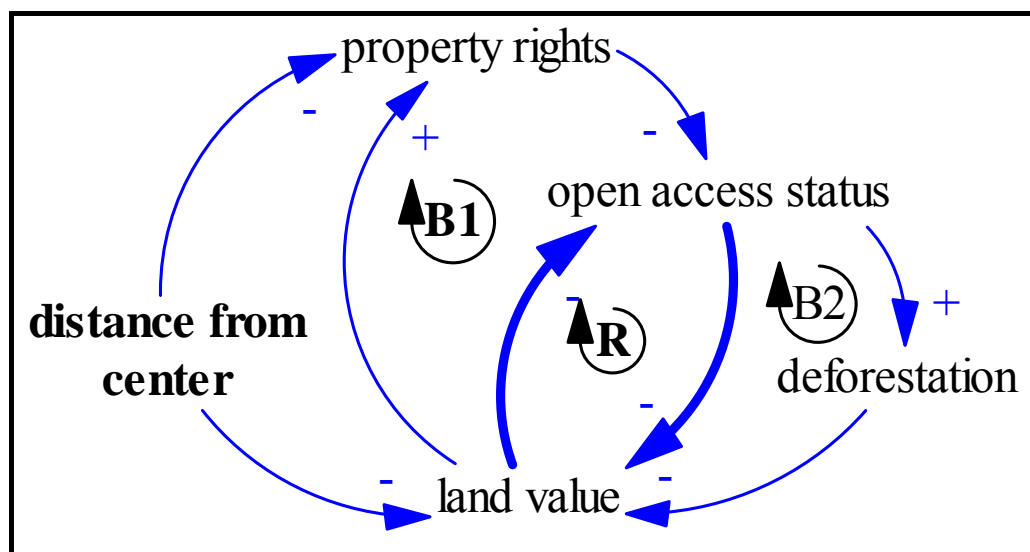 property rights
-
+
-
open access status
B1
-
B2
+
distance from
center
R
deforestation
-
-
-
land value